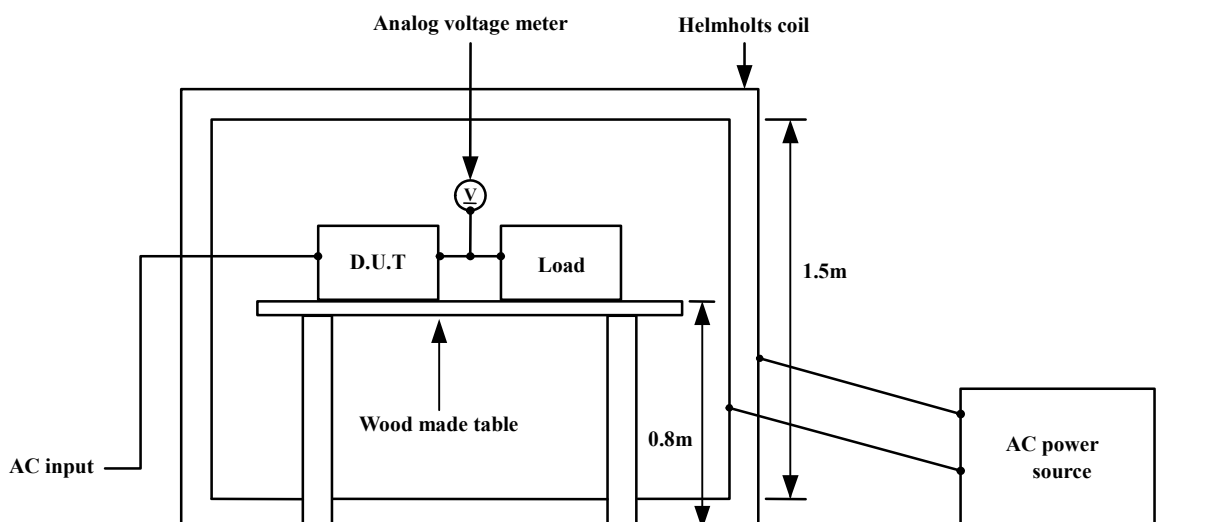 Analog voltage meter
Helmholts coil
V
D.U.T
Load
1.5m
Wood made table
0.8m
AC input
AC power
source